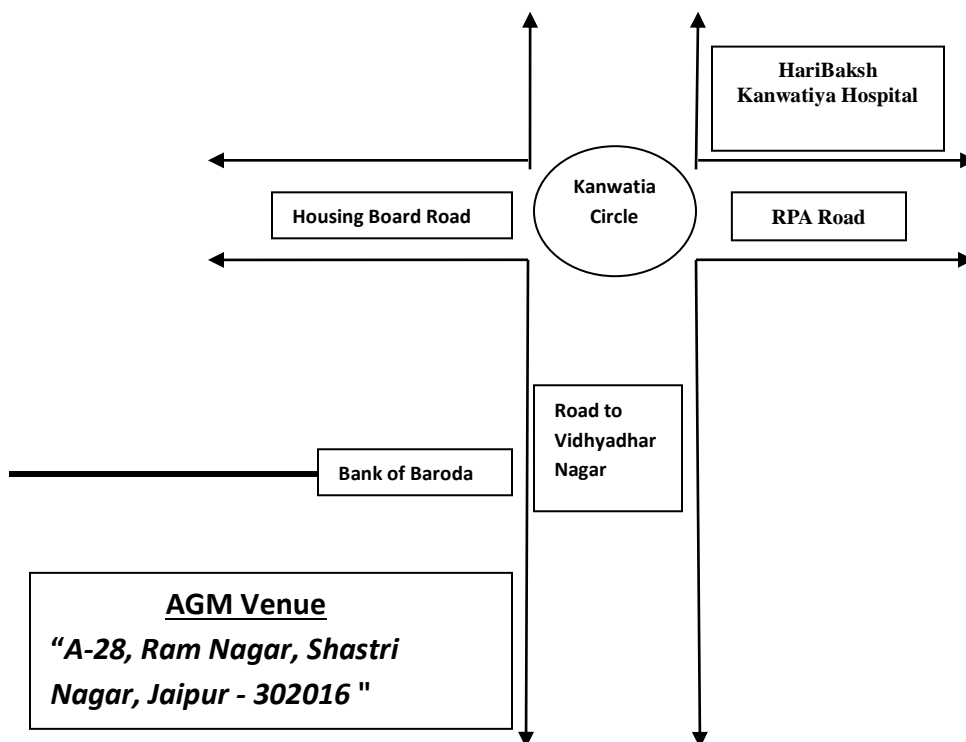 HariBaksh
Kanwatiya Hospital
Kanwatia
Circle
Housing Board Road
RPA Road
Road to
Vidhyadhar
Nagar
Bank of Baroda
AGM Venue
“A-28, Ram Nagar, Shastri
Nagar, Jaipur - 302016 "